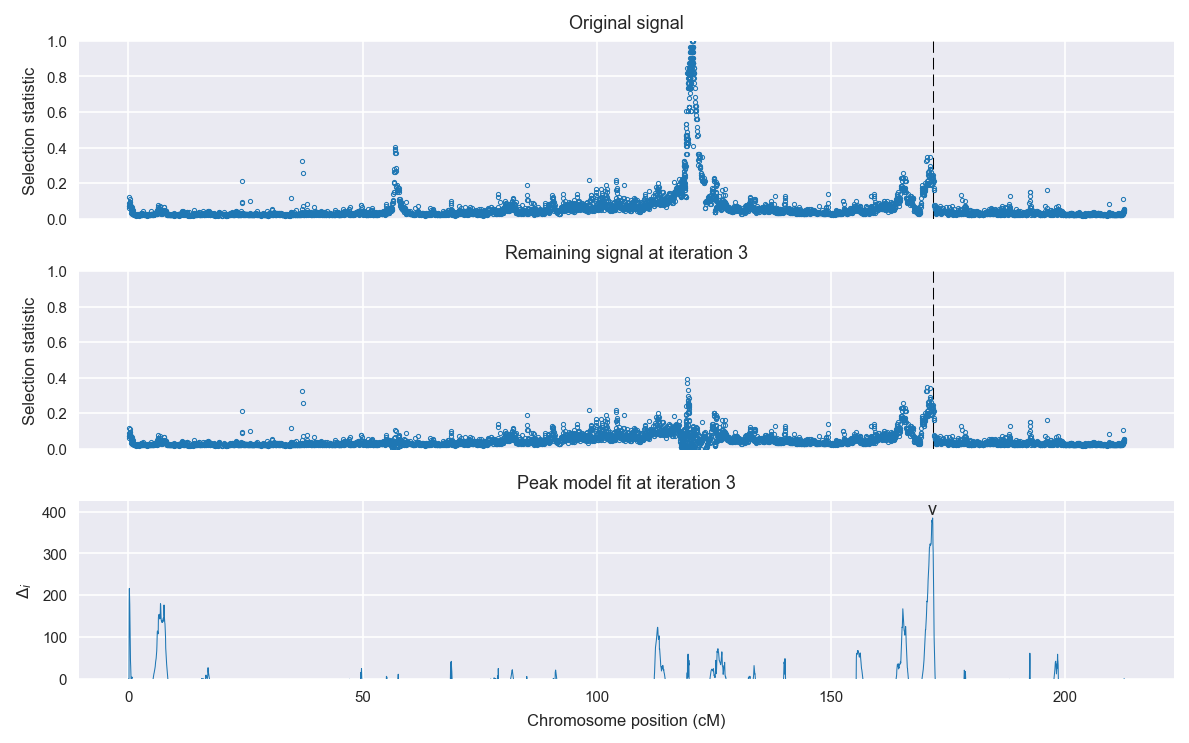 Original signal
Selection statistic
1.0
0.8
0.6
0.4
0.2
0.0
Remaining signal at iteration 3
Selection statistic
1.0
0.8
0.6
0.4
0.2
0.0
Peak model fit at iteration 3
Δi
400
300
200
100
0
v
0
50
100
150
200
Chromosome position (cM)